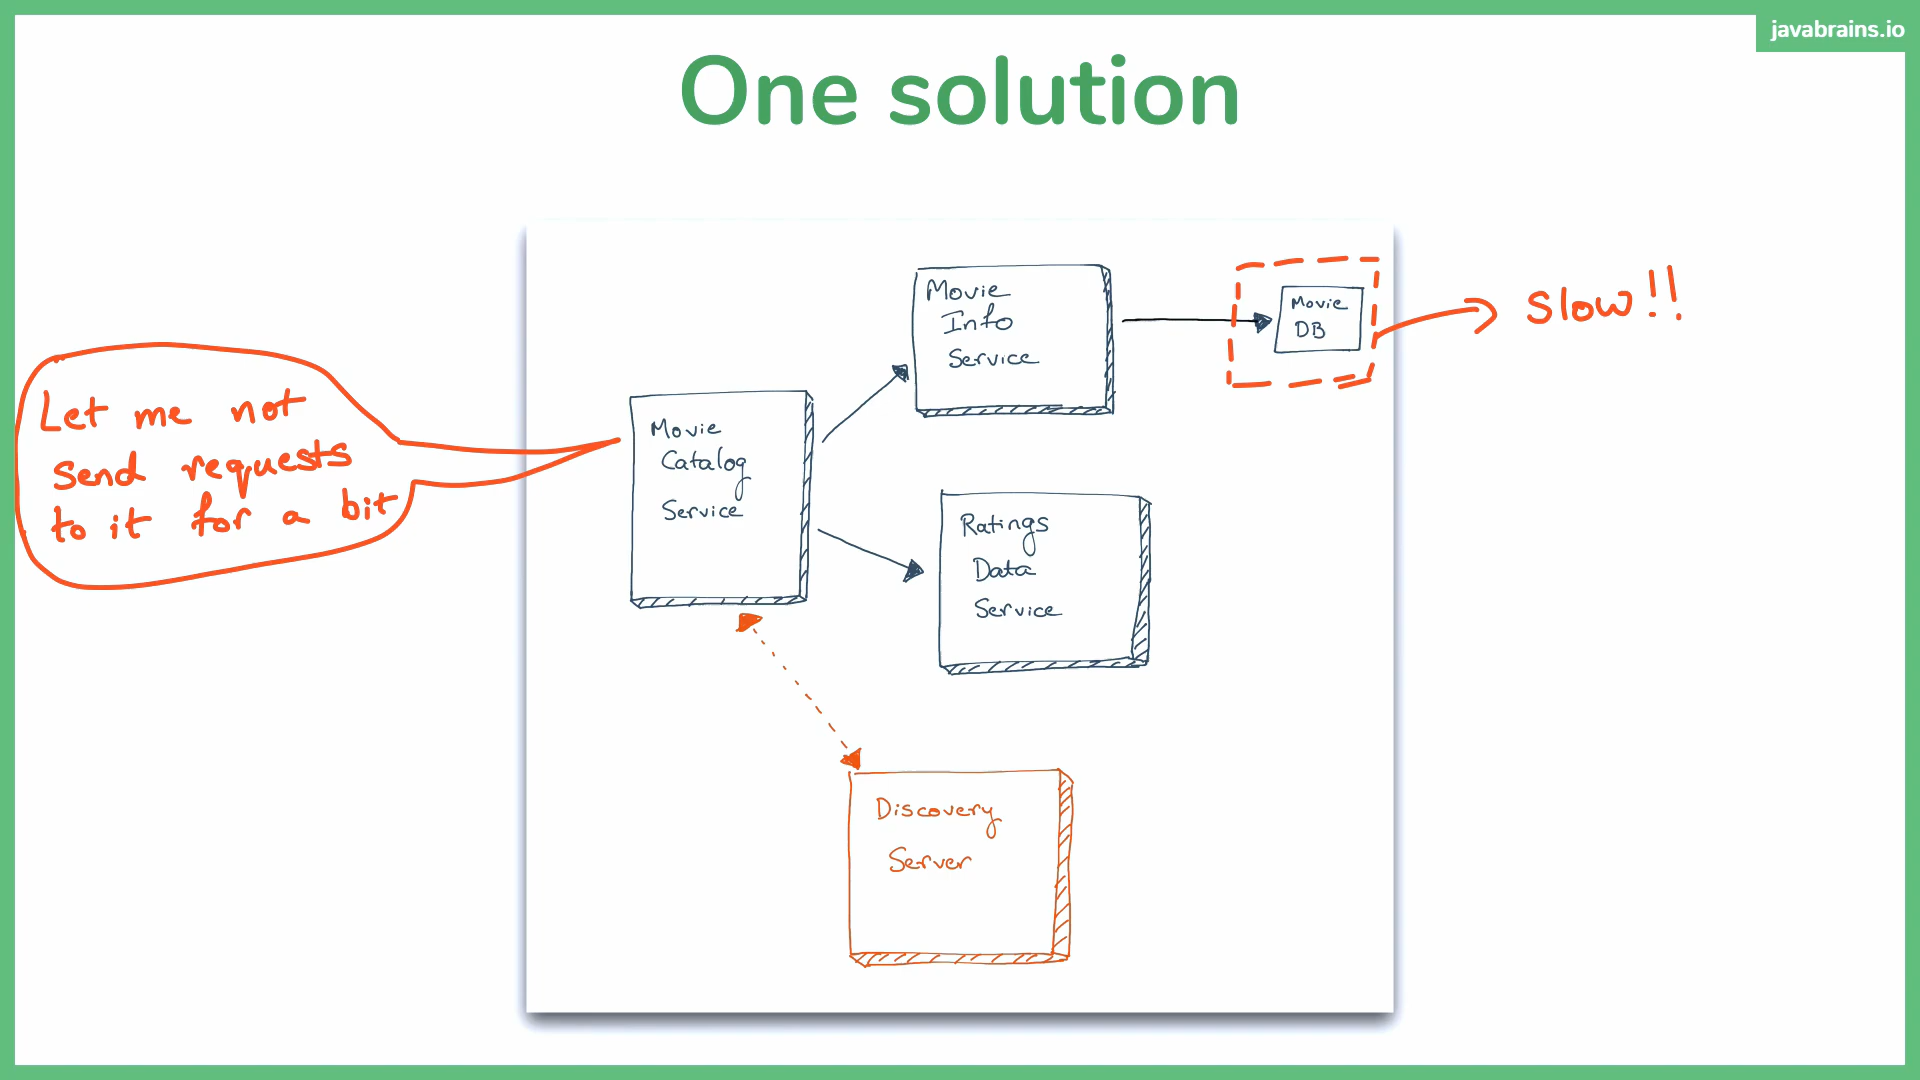 javabrains.io
One solution
Movie
Info
Service
Movie
DB
Slow!!
Let me not
send requests
to it for a bit
Movie
Catalog
Service
Ratings
Data
Service
Discovery
Server